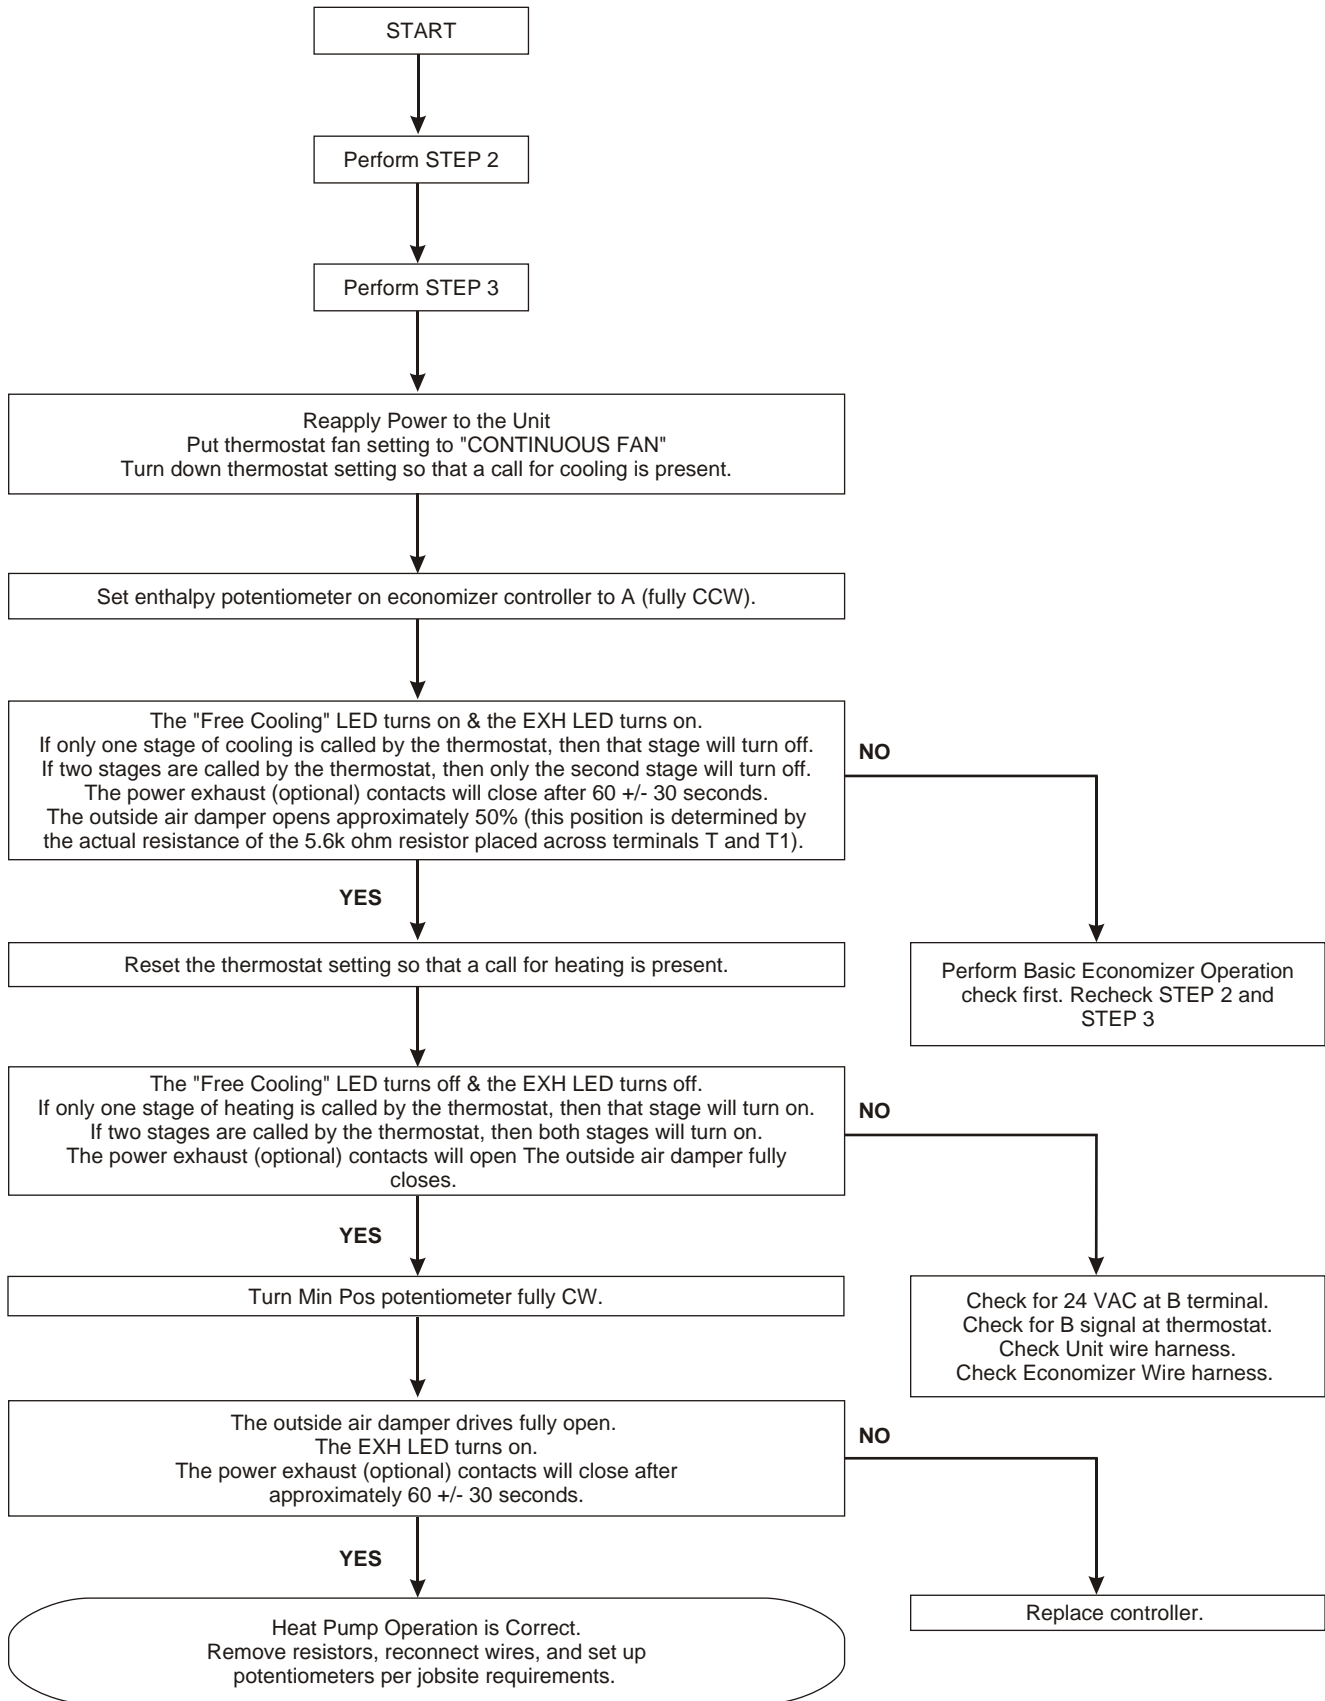 START
Perform STEP 2
Perform STEP 3
Reapply Power to the Unit
Put thermostat fan setting to "CONTINUOUS FAN"
Turn down thermostat setting so that a call for cooling is present.
Set enthalpy potentiometer on economizer controller to A (fully CCW).
The "Free Cooling" LED turns on & the EXH LED turns on.
If only one stage of cooling is called by the thermostat, then that stage will turn off.
If two stages are called by the thermostat, then only the second stage will turn off.
The power exhaust (optional) contacts will close after 60 +/- 30 seconds.
The outside air damper opens approximately 50% (this position is determined by
the actual resistance of the 5.6k ohm resistor placed across terminals T and T1).
NO
YES
Reset the thermostat setting so that a call for heating is present.
Perform Basic Economizer Operation
check first. Recheck STEP 2 and
STEP 3
The "Free Cooling" LED turns off & the EXH LED turns off.
If only one stage of heating is called by the thermostat, then that stage will turn on.
If two stages are called by the thermostat, then both stages will turn on.
The power exhaust (optional) contacts will open The outside air damper fully
closes.
NO
YES
Turn Min Pos potentiometer fully CW.
Check for 24 VAC at B terminal.
Check for B signal at thermostat.
Check Unit wire harness.
Check Economizer Wire harness.
The outside air damper drives fully open.
The EXH LED turns on.
The power exhaust (optional) contacts will close after
approximately 60 +/- 30 seconds.
NO
YES
Replace controller.
Heat Pump Operation is Correct.
Remove resistors, reconnect wires, and set up
potentiometers per jobsite requirements.